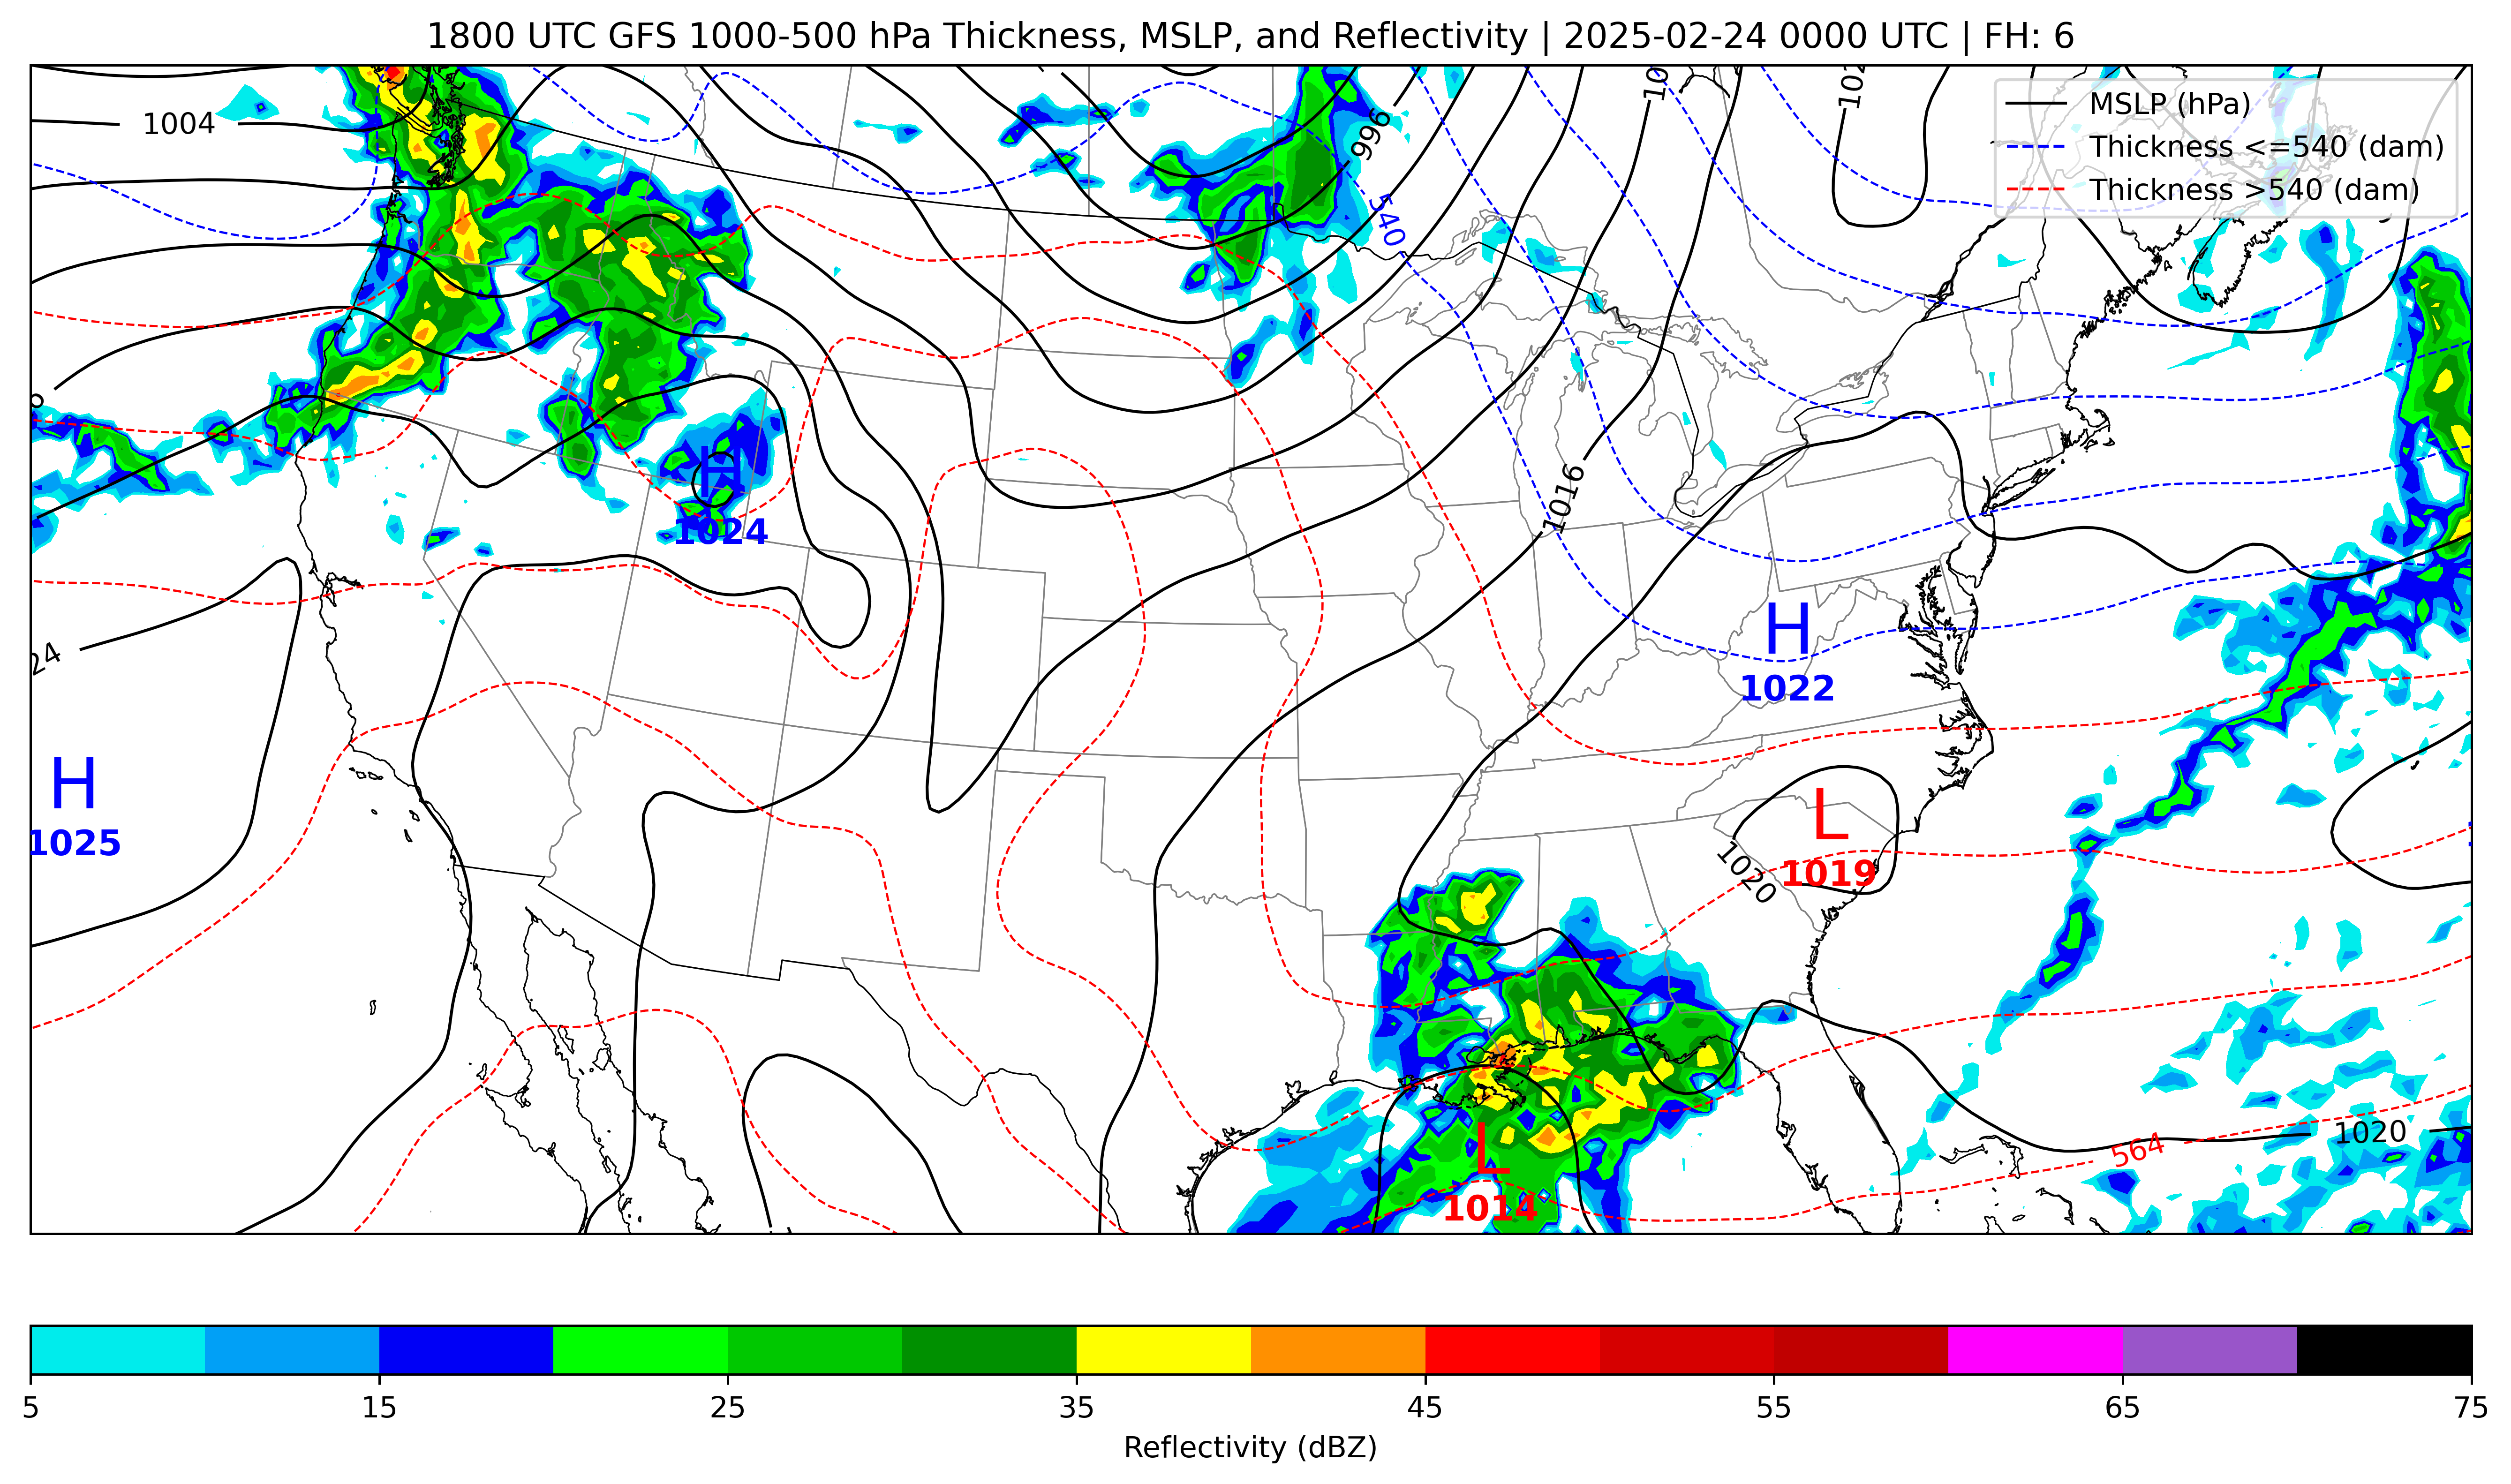 1800 UTC GFS 1000-500 hPa Thickness, MSLP, and Reflectivity | 2025-02-24 0000 UTC | FH: 6
MSLP (hPa)
Thickness <=540 (dam)
Thickness >540 (dam)
1004
996
540
1016
H
1024
24
H
1022
H
1025
L
1019
1020
L
1014
1020
564
5 15 25 35 45 55 65 75
Reflectivity (dBZ)